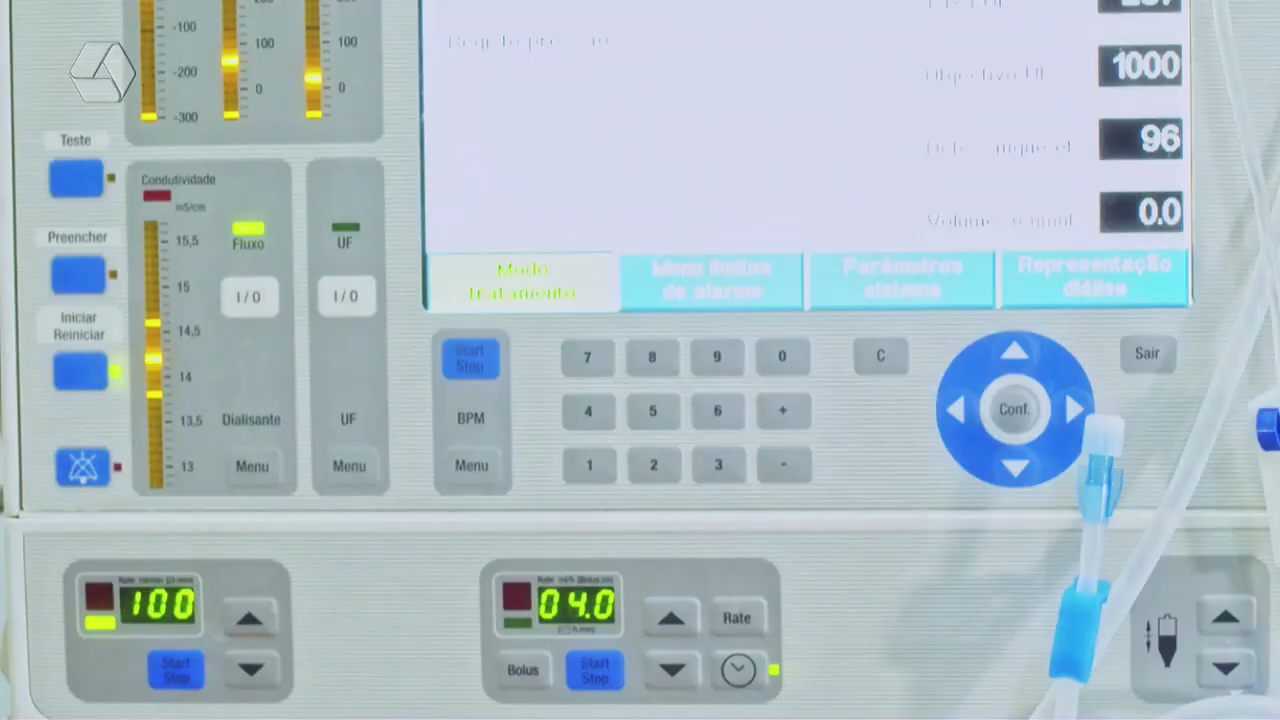 -100
-200
-300
100
0
100
0
Teste
Preencher
Iniciar
Reiniciar
Condutividade
mS/cm
15,5
15
14,5
14
13,5
13
Fluxo
I / 0
Dialisante
Menu
UF
I / 0
UF
Menu
1000
96
0.0
Modo
Tratamento
Menu limites
de alarme
Parâmetros
sistema
Representação
diálise
Start
Stop
BPM
Menu
7 8 9 0 C
4 5 6 +
1 2 3 -
Conf.
Sair
100
Start
Stop
04.0
Rate
Bolus
Start
Stop